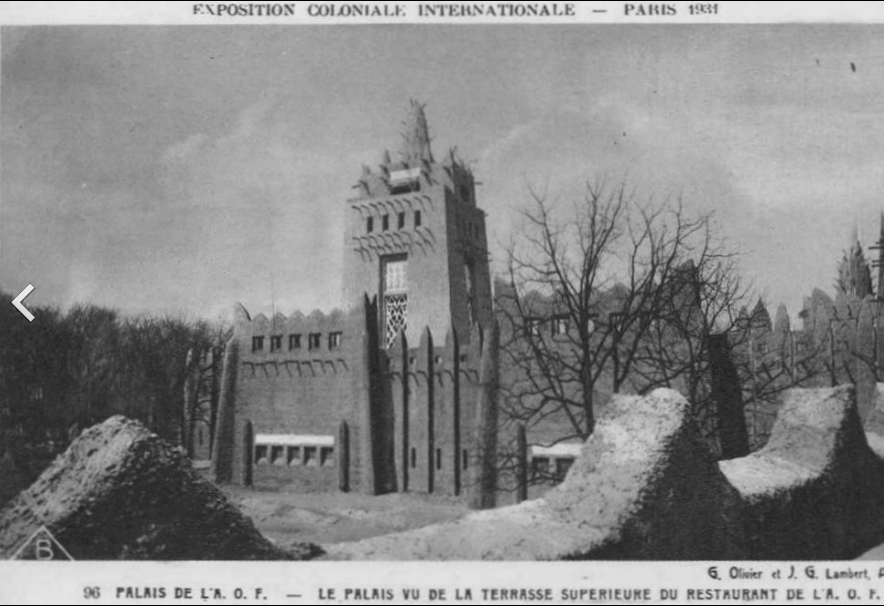 EXPOSITION COLONIALE INTERNATIONALE — PARIS 1931
B
G. Olivier et J. G. Lambert,
96 PALAIS DE L'A. O. F. — LE PALAIS VU DE LA TERRASSE SUPERIEURE DU RESTAURANT DE L'A. O. F.